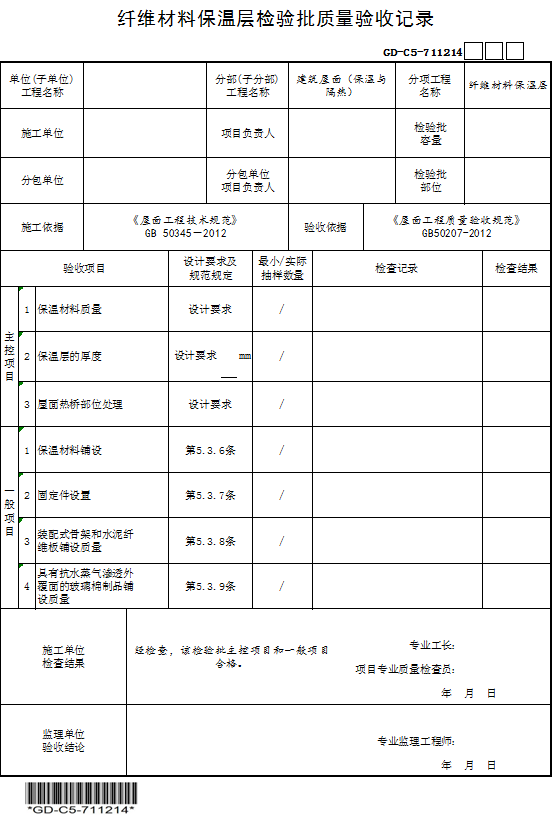 纤维材料保温层检验批质量验收记录
GD-C5-711214
单位(子单位)
工程名称
分部(子分部)
工程名称
建筑屋面（保温与
隔热）
分项工程
名称
纤维材料保温层
施工单位
项目负责人
检验批
容量
分包单位
分包单位
项目负责人
检验批
部位
施工依据
《屋面工程技术规范》
GB 50345－2012
验收依据
《屋面工程质量验收规范》
GB50207-2012
验收项目
设计要求及
规范规定
最小/实际
抽样数量
检查记录
检查结果
主控项目
1
保温材料质量
设计要求
/
2
保温层的厚度
设计要求 mm
/
3
屋面热桥部位处理
设计要求
/
一般项目
1
保温材料铺设
第5.3.6条
/
2
固定件设置
第5.3.7条
/
3
装配式骨架和水泥纤
维板铺设质量
第5.3.8条
/
4
具有抗水蒸气渗透外
覆面的玻璃棉制品铺
设质量
第5.3.9条
/
施工单位
检查结果
经检查，该检验批主控项目和一般项目
合格。
专业工长：
项目专业质量检查员：
年 月 日
监理单位
验收结论
专业监理工程师：
年 月 日
*GD-C5-711214*